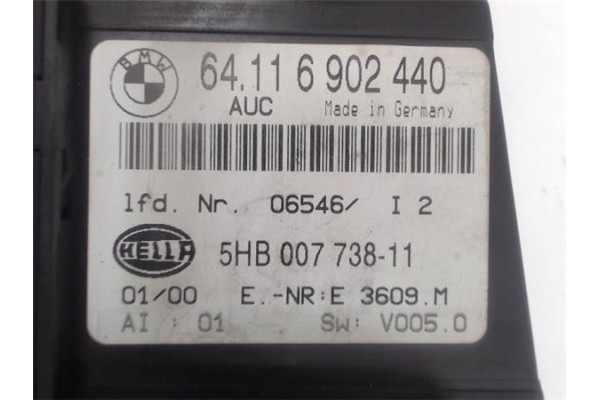 BMW
64.11 6 902 440
AUC Made in Germany
lfd. Nr. 06546/ I 2
HELLA 5HB 007 738-11
01/00 E.-NR:E 3609.M
AI : 01 SW: V005.0